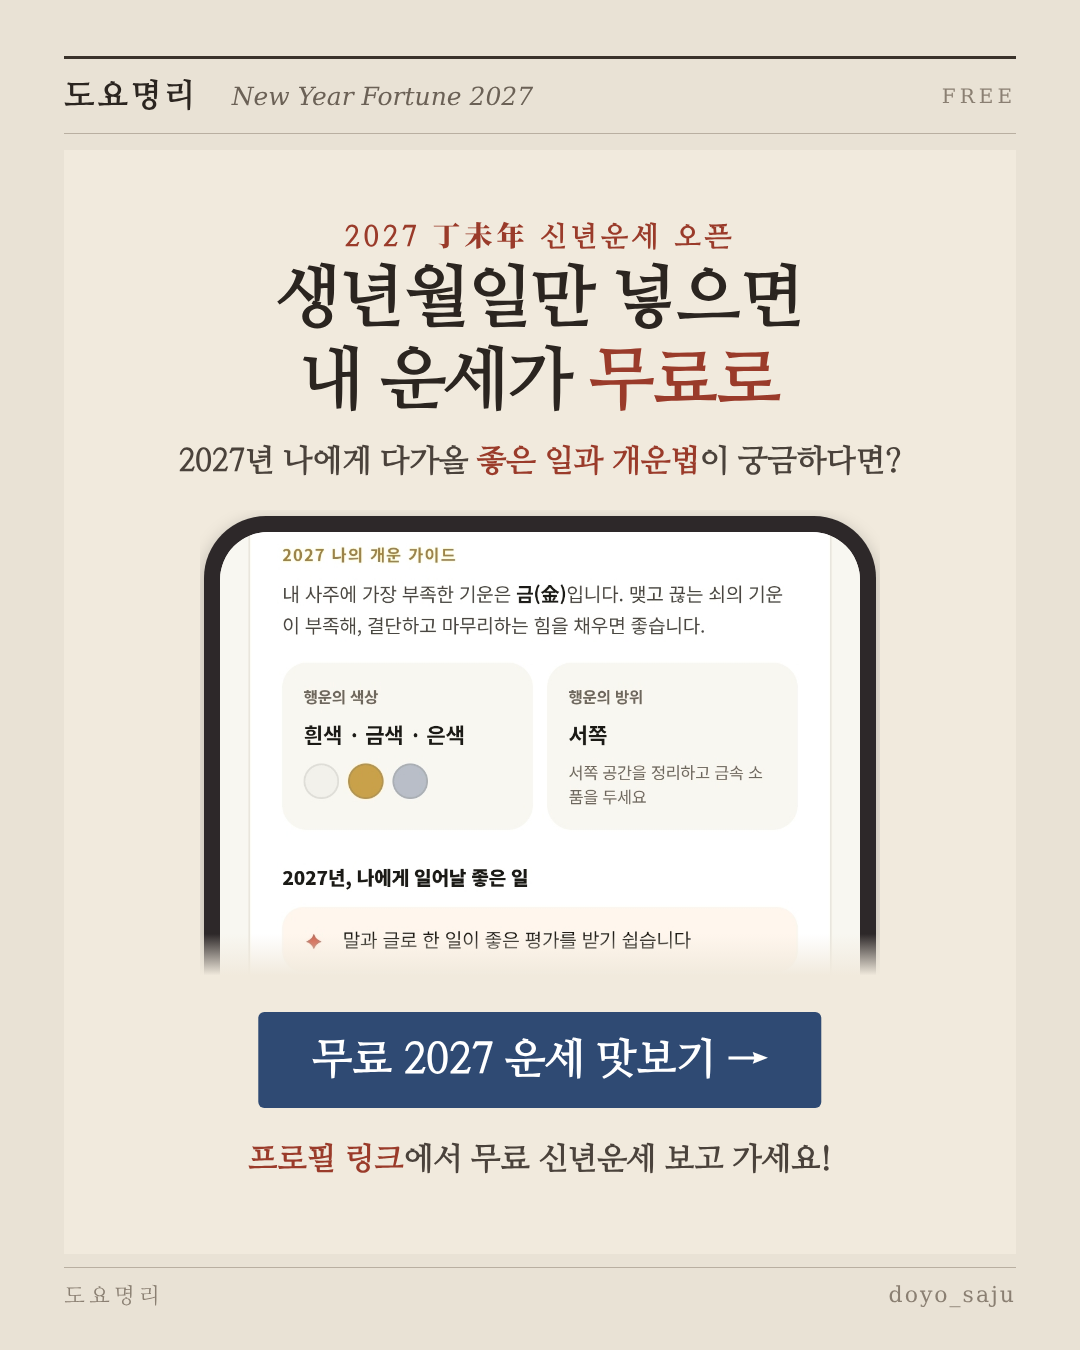 도요명리 New Year Fortune 2027 FREE
2027 丁未年 신년운세 오픈
생년월일만 넣으면
내 운세가 무료로
2027년 나에게 다가올 좋은 일과 개운법이 궁금하다면?
2027 나의 개운 가이드
내 사주에 가장 부족한 기운은 금(金)입니다. 맺고 끊는 쇠의 기운
이 부족해, 결단하고 마무리하는 힘을 채우면 좋습니다.
행운의 색상
흰색 · 금색 · 은색
행운의 방위
서쪽
서쪽 공간을 정리하고 금속 소
품을 두세요
2027년, 나에게 일어날 좋은 일
✦ 말과 글로 한 일이 좋은 평가를 받기 쉽습니다
무료 2027 운세 맛보기 →
프로필 링크에서 무료 신년운세 보고 가세요!
도요명리 doyo_saju